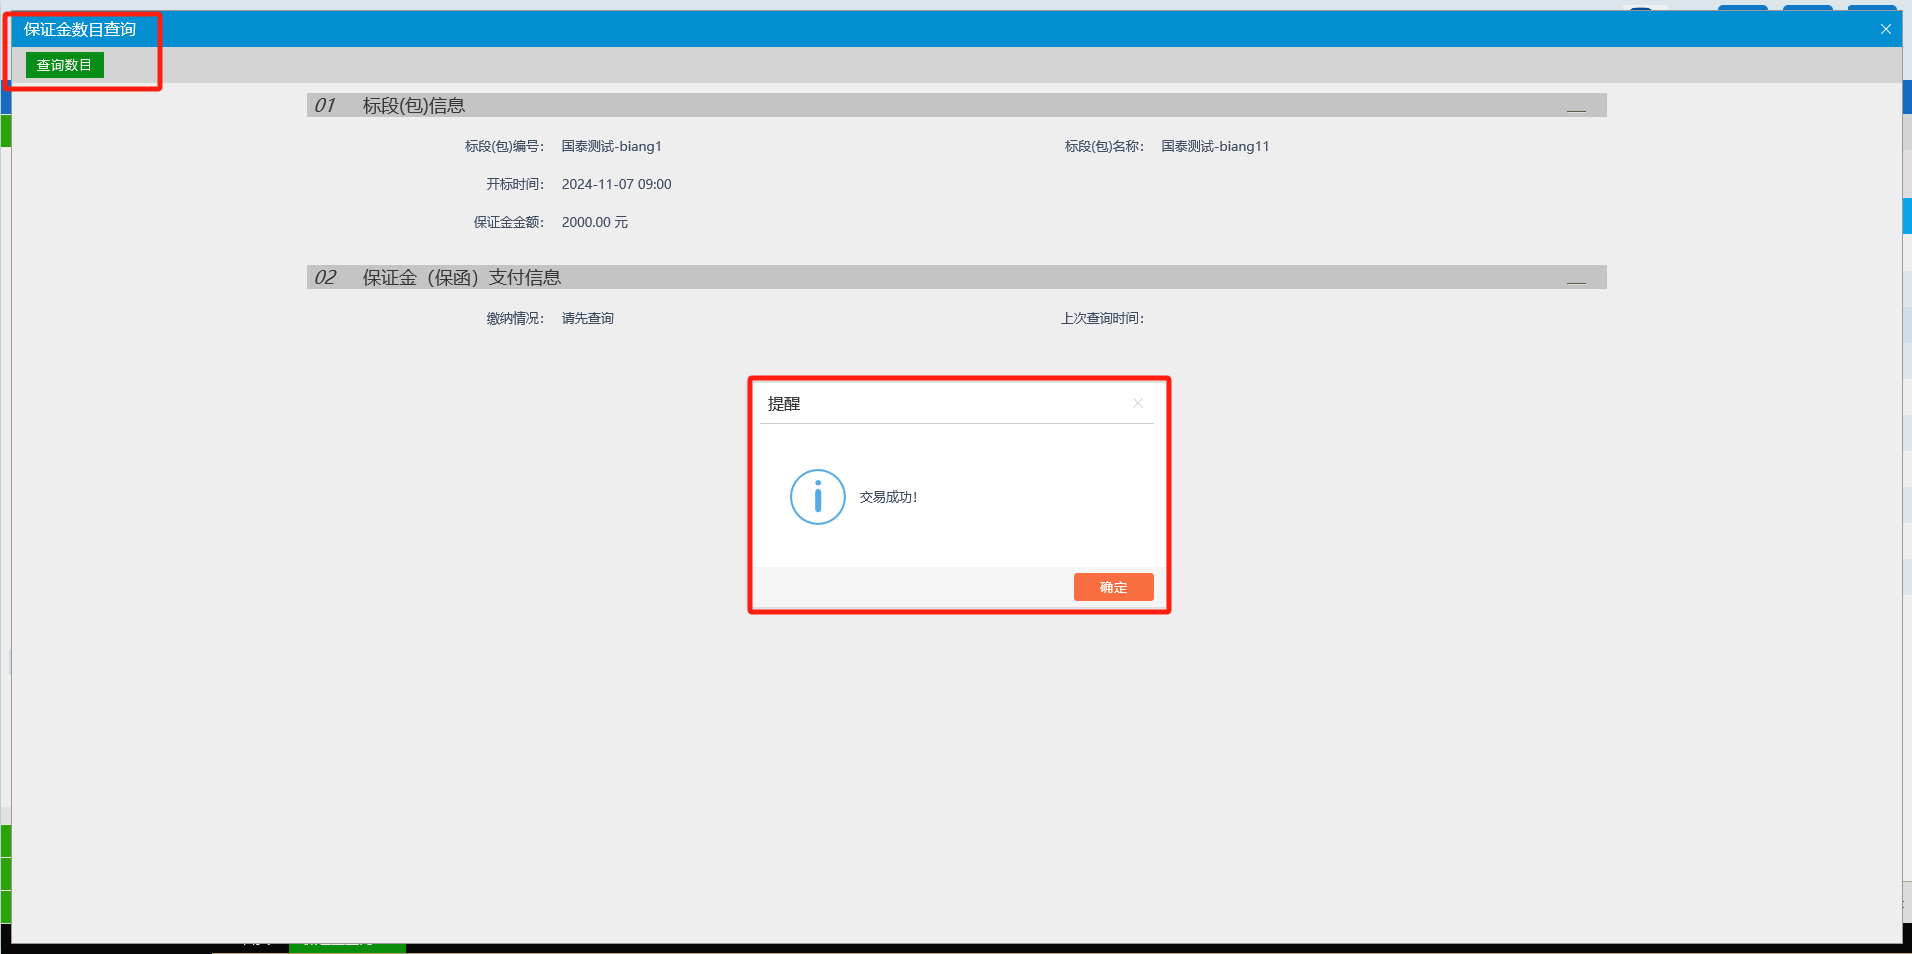 保证金数目查询
查询数目
01 标段(包)信息
标段(包)编号： 国泰测试-biang1 标段(包)名称： 国泰测试-biang11
开标时间： 2024-11-07 09:00
保证金金额： 2000.00 元
02 保证金（保函）支付信息
缴纳情况： 请先查询 上次查询时间：
提醒
交易成功！
确定